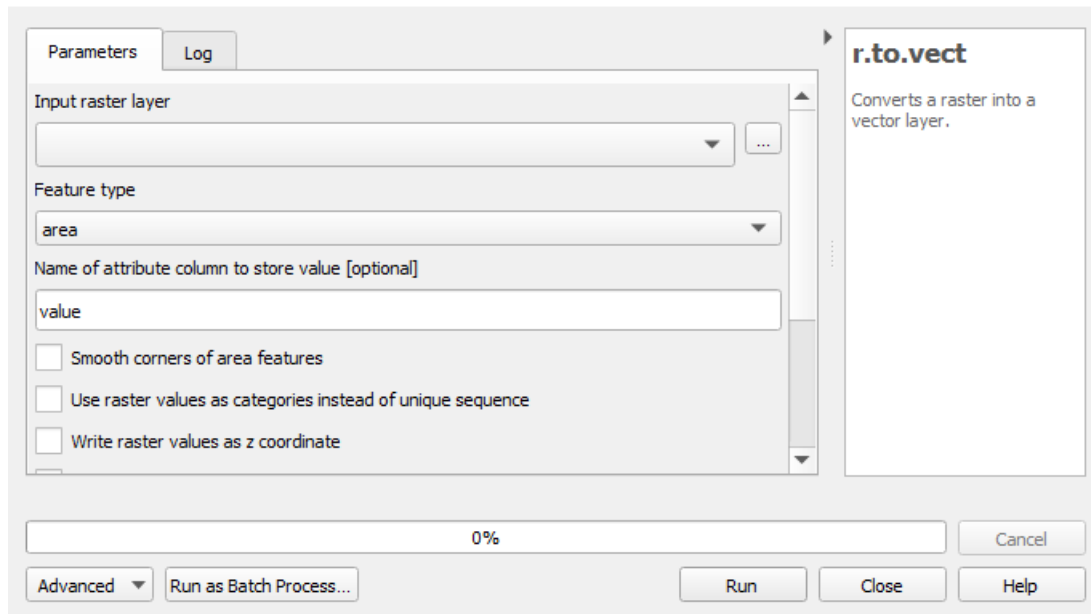 Parameters
Log
Input raster layer
...
Feature type
area
Name of attribute column to store value [optional]
value
Smooth corners of area features
Use raster values as categories instead of unique sequence
Write raster values as z coordinate
r.to.vect
Converts a raster into a
vector layer.
0%
Cancel
Advanced
Run as Batch Process...
Run
Close
Help